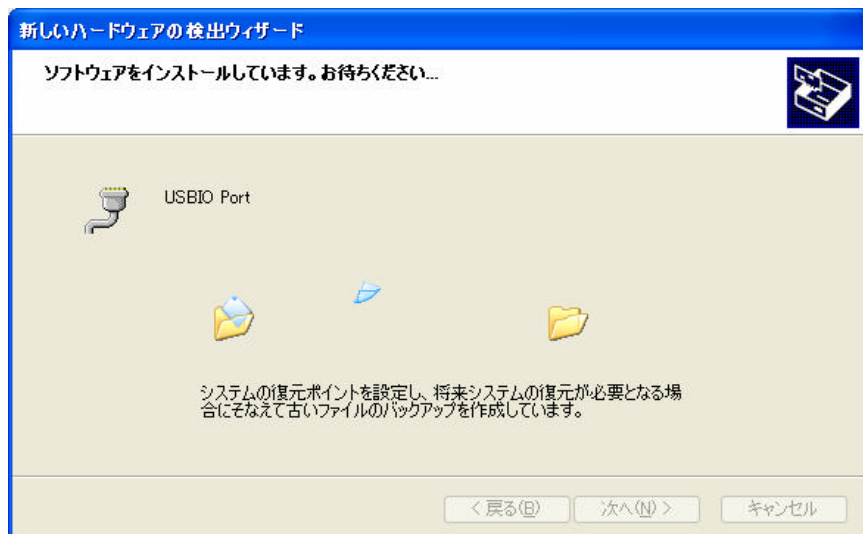 新しいハードウェアの検出ウィザード
ソフトウェアをインストールしています。お待ちください...
USBIO Port
システムの復元ポイントを設定し、将来システムの復元が必要となる場
合にそなえて古いファイルのバックアップを作成しています。
< 戻る(B) 次へ(N) > キャンセル